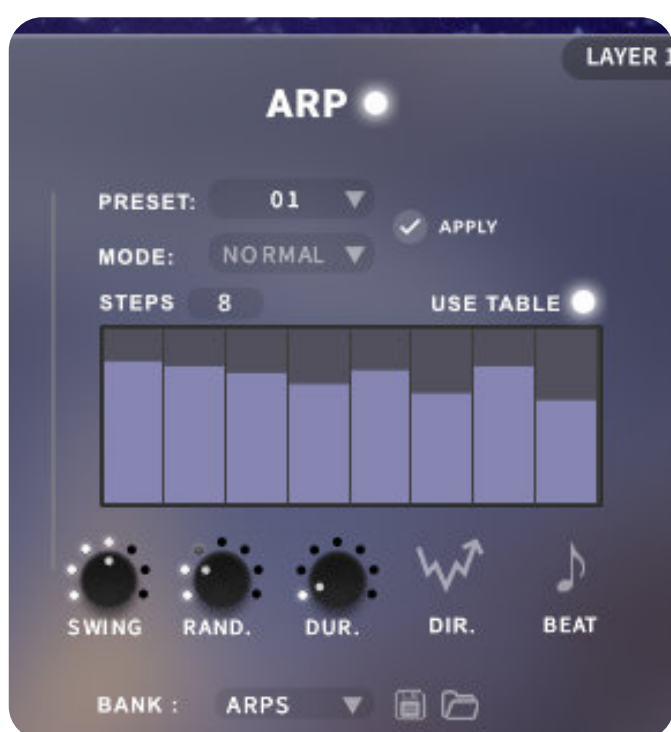 LAYER 1
ARP
PRESET: 01
APPLY
MODE: NORMAL
STEPS 8 USE TABLE
SWING RAND. DUR. DIR. BEAT
BANK : ARPS